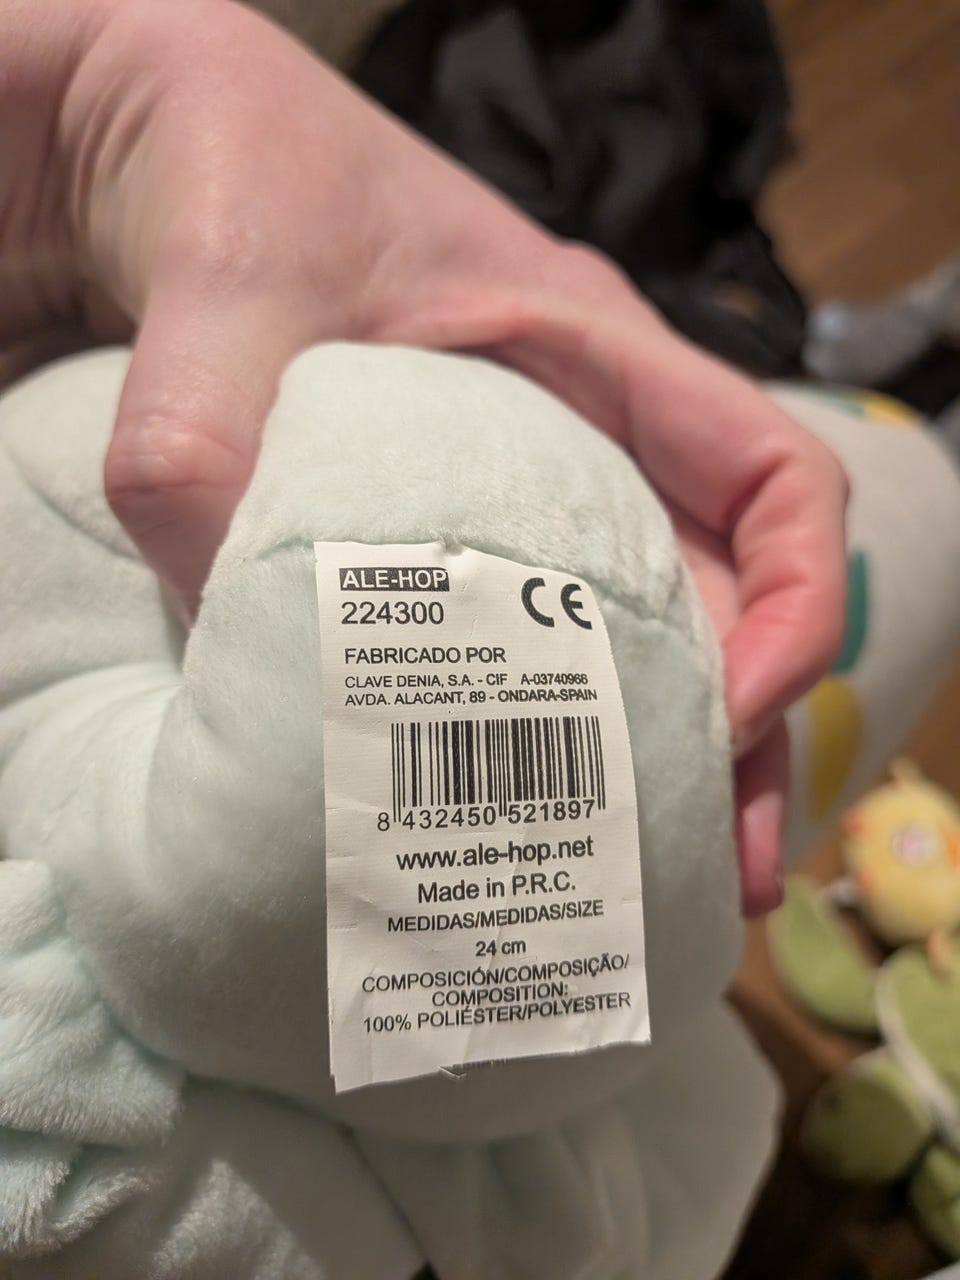 ALE-HOP
224300
CE
FABRICADO POR
CLAVE DENIA, S.A. - CIF A-03740966
AVDA. ALACANT, 89 - ONDARA-SPAIN
8 432450 521897
www.ale-hop.net
Made in P.R.C.
MEDIDAS/MEDIDAS/SIZE
24 cm
COMPOSICIÓN/COMPOSIÇÃO/
COMPOSITION:
100% POLIÉSTER/POLYESTER